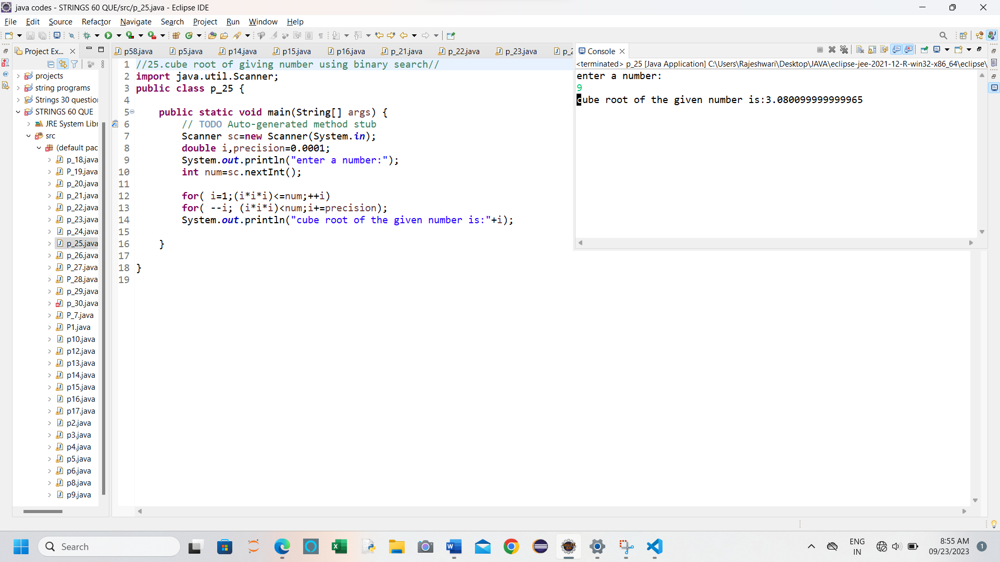 java codes - STRINGS 60 QUE/src/p_25.java - Eclipse IDE
File Edit Source Refactor Navigate Search Project Run Window Help
Project Ex...
projects
string programs
Strings 30 question
STRINGS 60 QUE
JRE System Libr
src
(default pac
p_18.java
P_19.java
p_20.java
p_21.java
p_22.java
p_23.java
p_24.java
p_25.java
p_26.java
P_27.java
P_28.java
p_29.java
p_30.java
P_7.java
P1.java
p10.java
p12.java
p13.java
p14.java
p15.java
p16.java
p17.java
p2.java
p3.java
p4.java
p5.java
p6.java
p8.java
p9.java
p58.java p5.java p14.java p15.java p16.java p_21.java p_22.java p_23.java p_2
1 //25.cube root of giving number using binary search//
2 import java.util.Scanner;
3 public class p_25 {
4
5 public static void main(String[] args) {
6 // TODO Auto-generated method stub
7 Scanner sc=new Scanner(System.in);
8 double i,precision=0.0001;
9 System.out.println("enter a number:");
10 int num=sc.nextInt();
11
12 for( i=1;(i*i*i)<=num;++i)
13 for( --i; (i*i*i)<num;i+=precision);
14 System.out.println("cube root of the given number is:"+i);
15
16 }
17
18 }
19
Console
<terminated> p_25 [Java Application] C:\Users\Rajeshwari\Desktop\JAVA\eclipse-jee-2021-12-R-win32-x86_64\eclipse\
enter a number:
9
cube root of the given number is:3.080099999999965
Search
ENG
IN
8:55 AM
09/23/2023
1